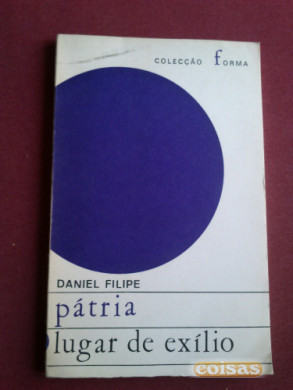 COLECÇÃO FORMA
DANIEL FILIPE
pátria
lugar de exílio
coisas